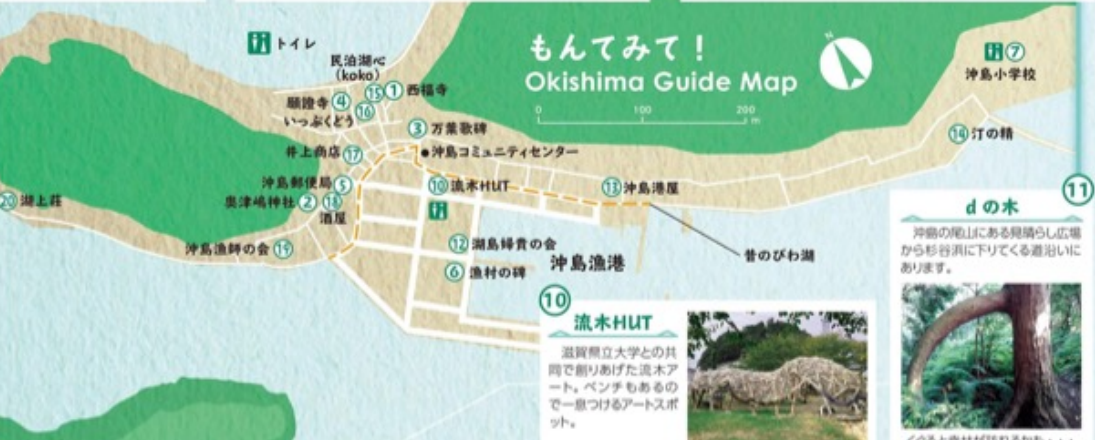 トイレ
もんてみて！
Okishima Guide Map
N
0 100 200 m
民泊湖心
(koko)
⑮ ① 西福寺
願證寺 ④
⑯
いっぷくどう
③ 万葉歌碑
井上商店 ⑰
沖島コミュニティセンター
沖島郵便局 ⑤
奥津嶋神社 ② ⑱
酒屋
⑳ 湖上荘
沖島漁師の会 ⑲
⑩ 流木HUT
⑬ 沖島港屋
⑫ 湖島婦貴の会
⑥ 漁村の碑
沖島漁港
昔のびわ湖
⑦
沖島小学校
⑭ 汀の精
⑩
流木HUT
滋賀県立大学との共
同で創りあげた流木ア
ート。ベンチもあるの
で一息つけるアートスポ
ット。
⑪
dの木
沖島の尾山にある見晴らし広場
から杉谷浜に下りてくる道沿いに
あります。